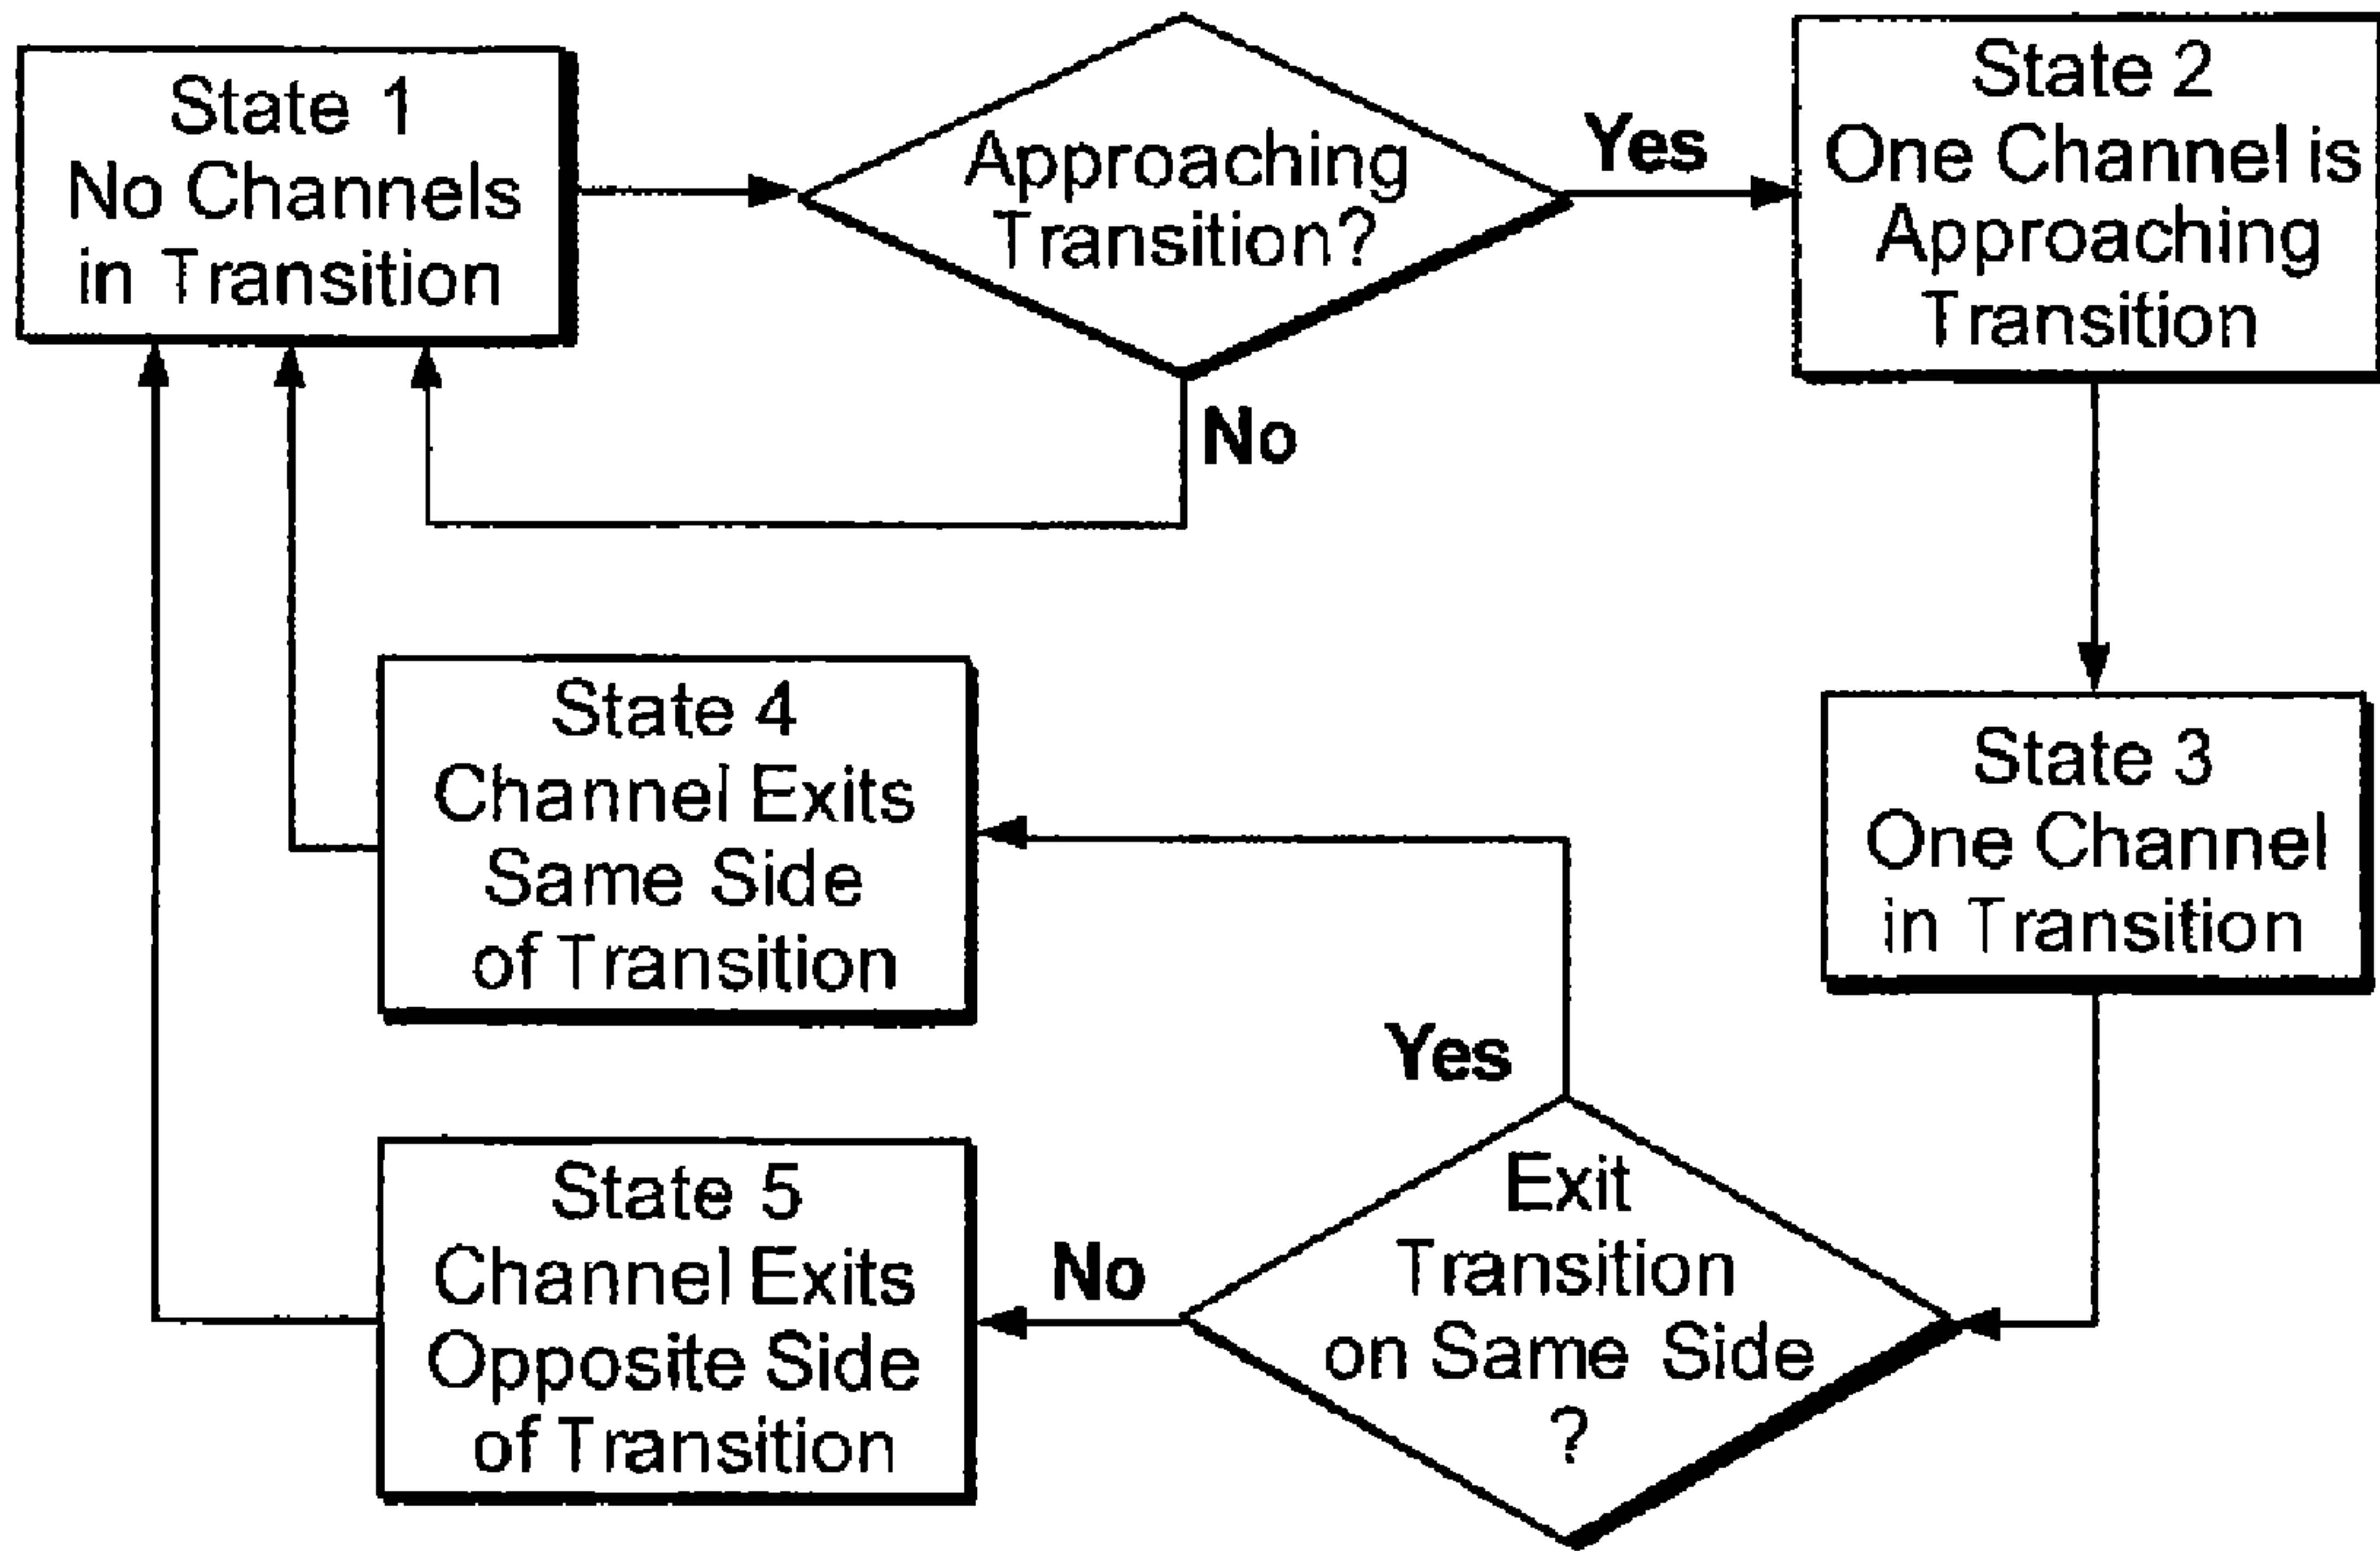 State 1
No Channels
in Transition
Approaching
Transition?
Yes
No
State 2
One Channel is
Approaching
Transition
State 3
One Channel
in Transition
Exit
Transition
on Same Side
?
Yes
No
State 4
Channel Exits
Same Side
of Transition
State 5
Channel Exits
Opposite Side
of Transition